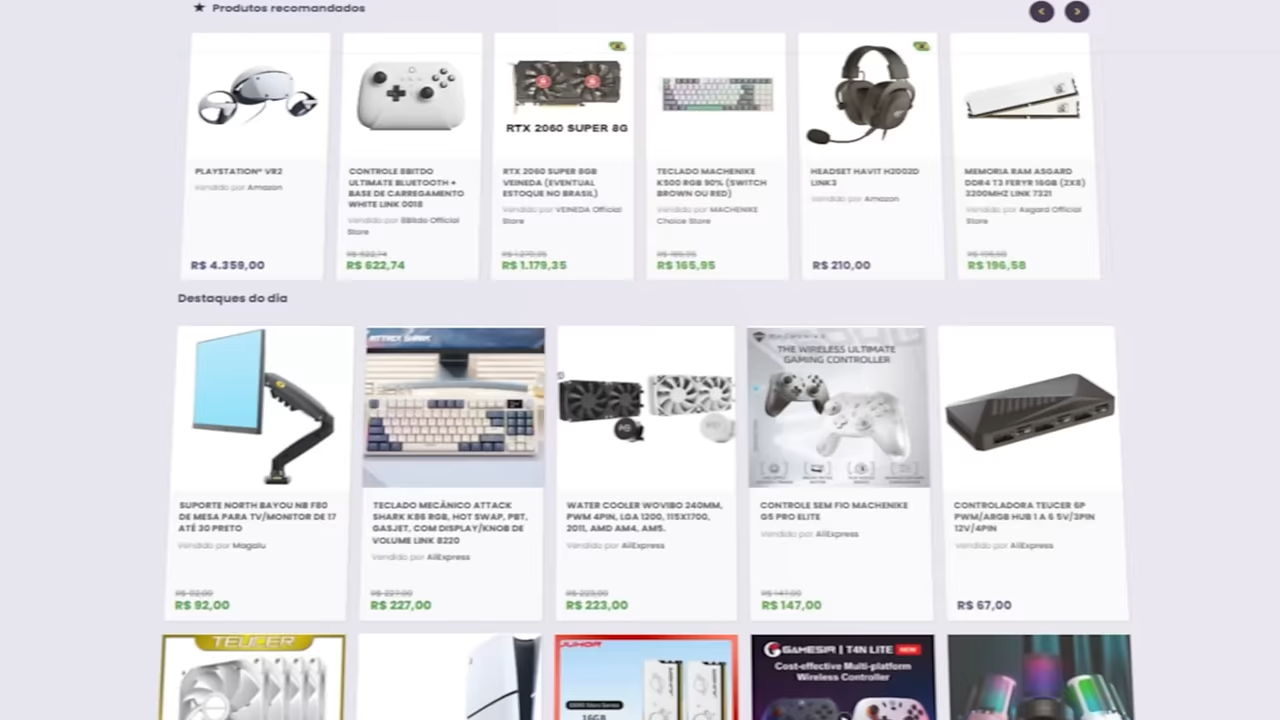 ★ Produtos recomandados
RTX 2060 SUPER 8G
PLAYSTATION® VR2
Vendido por Amazon
R$ 4.359,00
CONTROLE 8BITDO
ULTIMATE BLUETOOTH +
BASE DE CARREGAMENTO
WHITE LINK 0018
Vendido por 8Bitdo Official
Store
R$ 622,74
R$ 622,74
RTX 2060 SUPER 8GB
VEINEDA (EVENTUAL
ESTOQUE NO BRASIL)
Vendido por VEINEDA Official
Store
R$ 1.179,35
R$ 1.179,35
TECLADO MACHENIKE
K500 RGB 90% (SWITCH
BROWN OU RED)
Vendido por MACHENIKE
Choice Store
R$ 165,95
R$ 165,95
HEADSET HAVIT H2002D
LINK3
Vendido por Amazon
R$ 210,00
MEMORIA RAM ASGARD
DDR4 T3 FERYR 16GB (2X8)
3200MHZ LINK 7321
Vendido por Asgard Official
Store
R$ 196,58
R$ 196,58
Destaques do dia
SUPORTE NORTH BAYOU NB F80
DE MESA PARA TV/MONITOR DE 17
ATÉ 30 PRETO
Vendido por Magalu
R$ 92,00
R$ 92,00
ATTACK SHARK
TECLADO MECÂNICO ATTACK
SHARK K86 RGB, HOT SWAP, PBT,
GASJET, COM DISPLAY/KNOB DE
VOLUME LINK 8220
Vendido por AliExpress
R$ 227,00
R$ 227,00
WATER COOLER WOVIBO 240MM,
PWM 4PIN, LGA 1200, 115X1700,
2011, AMD AM4, AM5.
Vendido por AliExpress
R$ 223,00
R$ 223,00
MACHENIKE
THE WIRELESS ULTIMATE
GAMING CONTROLLER
CONTROLE SEM FIO MACHENIKE
G5 PRO ELITE
Vendido por AliExpress
R$ 147,00
R$ 147,00
CONTROLADORA TEUCER 6P
PWM/ARGB HUB 1 A 6 5V/3PIN
12V/4PIN
Vendido por AliExpress
R$ 67,00
TEUCER
JUHOR
16GB
GAMESIR | T4N LITE NEW
Cost-effective Multi-platform
Wireless Controller